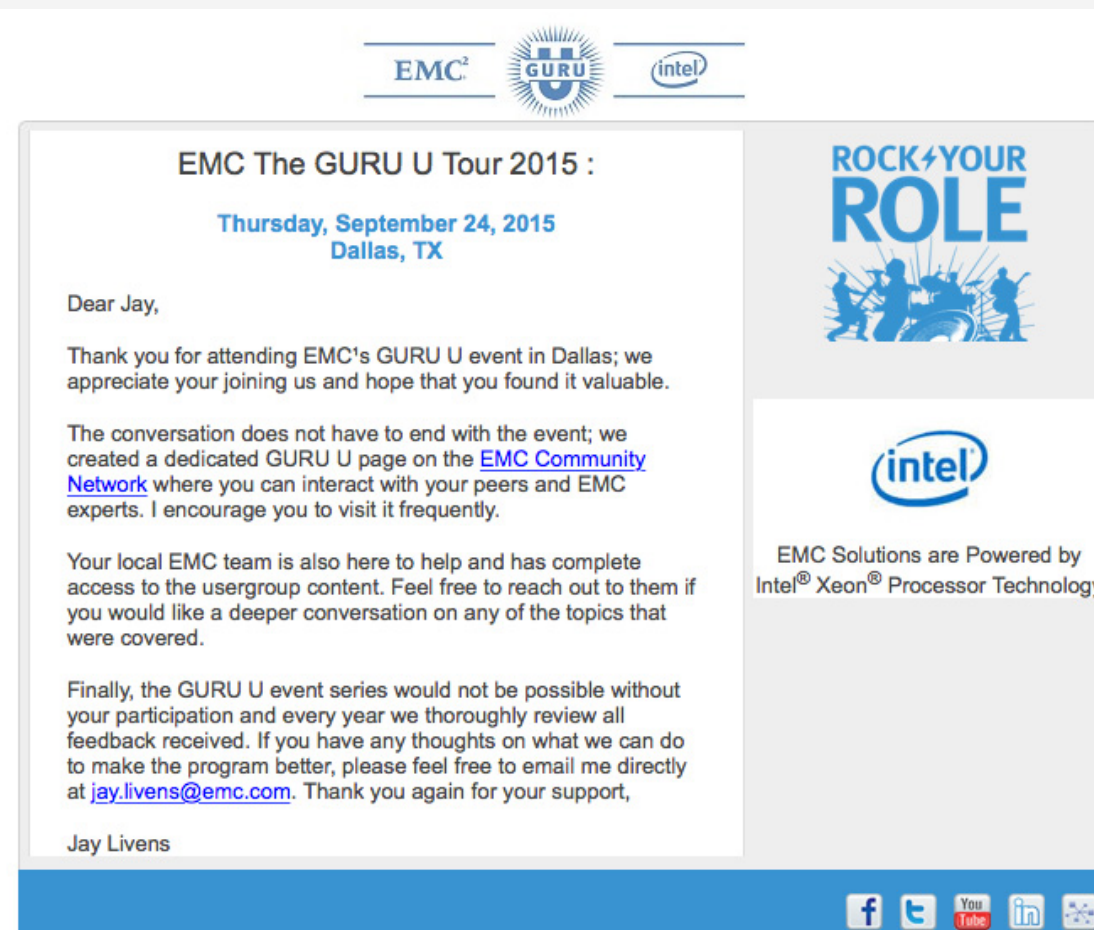 EMC²
GURU
U
intel
EMC The GURU U Tour 2015 :
Thursday, September 24, 2015
Dallas, TX
Dear Jay,
Thank you for attending EMC¹s GURU U event in Dallas; we
appreciate your joining us and hope that you found it valuable.
The conversation does not have to end with the event; we
created a dedicated GURU U page on the EMC Community
Network where you can interact with your peers and EMC
experts. I encourage you to visit it frequently.
Your local EMC team is also here to help and has complete
access to the usergroup content. Feel free to reach out to them if
you would like a deeper conversation on any of the topics that
were covered.
Finally, the GURU U event series would not be possible without
your participation and every year we thoroughly review all
feedback received. If you have any thoughts on what we can do
to make the program better, please feel free to email me directly
at jay.livens@emc.com. Thank you again for your support,
Jay Livens
ROCK YOUR
ROLE
intel
EMC Solutions are Powered by
Intel® Xeon® Processor Technology
f
t
You
Tube
in